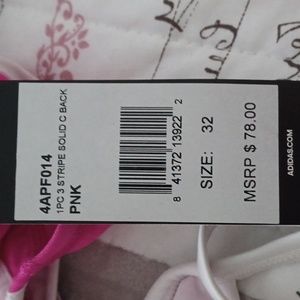 4APF014
1PC 3 STRIPE SOLID C BACK
PNK
8 41372 13922 2
SIZE: 32
MSRP $ 78.00
ADIDAS.COM